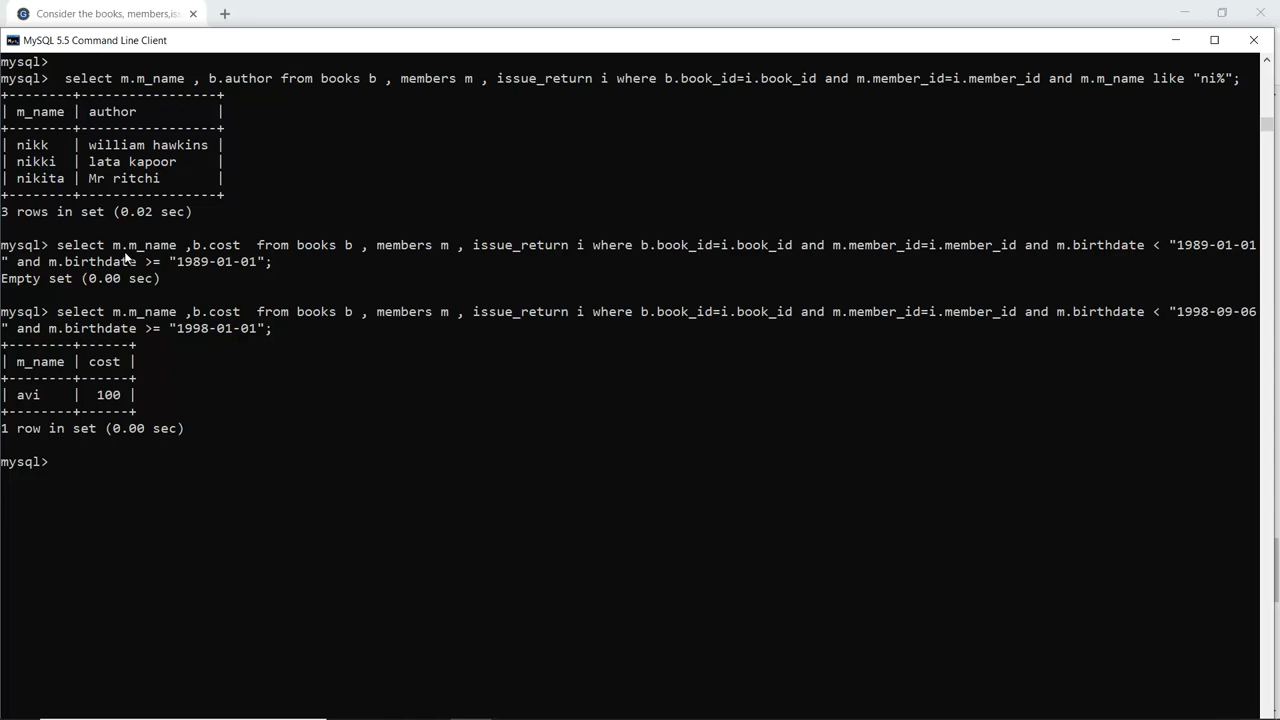 Consider the books, members,is
MySQL 5.5 Command Line Client
mysql>
mysql>  select m.m_name , b.author from books b , members m , issue_return i where b.book_id=i.book_id and m.member_id=i.member_id and m.m_name like "ni%";
+--------+-----------------+
| m_name | author          |
+--------+-----------------+
| nikk   | william hawkins |
| nikki  | lata kapoor     |
| nikita | Mr ritchi       |
+--------+-----------------+
3 rows in set (0.02 sec)
mysql> select m.m_name ,b.cost  from books b , members m , issue_return i where b.book_id=i.book_id and m.member_id=i.member_id and m.birthdate < "1989-01-01
" and m.birthdate >= "1989-01-01";
Empty set (0.00 sec)
mysql> select m.m_name ,b.cost  from books b , members m , issue_return i where b.book_id=i.book_id and m.member_id=i.member_id and m.birthdate < "1998-09-06
" and m.birthdate >= "1998-01-01";
+--------+------+
| m_name | cost |
+--------+------+
| avi    |  100 |
+--------+------+
1 row in set (0.00 sec)
mysql>